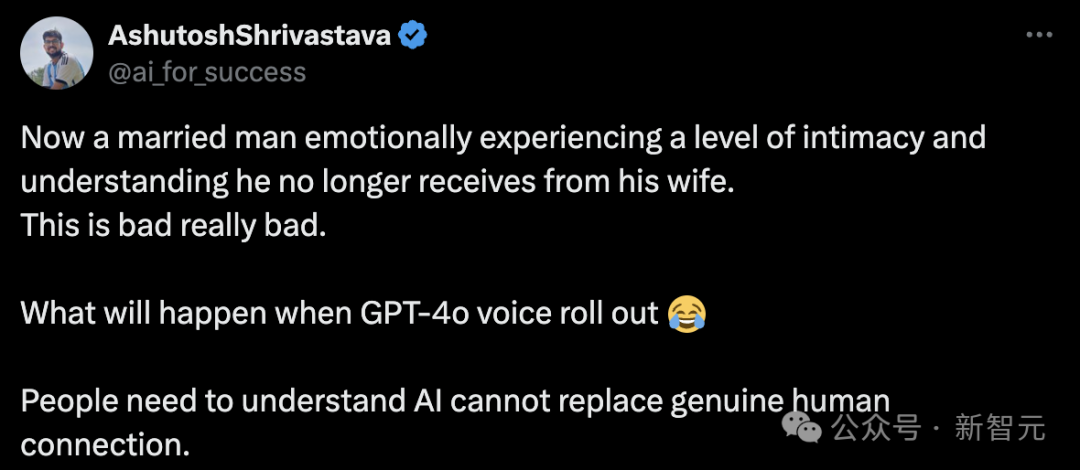 AshutoshShrivastava
@ai_for_success
Now a married man emotionally experiencing a level of intimacy and
understanding he no longer receives from his wife.
This is bad really bad.
What will happen when GPT-4o voice roll out 😂
People need to understand AI cannot replace genuine human
connection.
公众号 · 新智元